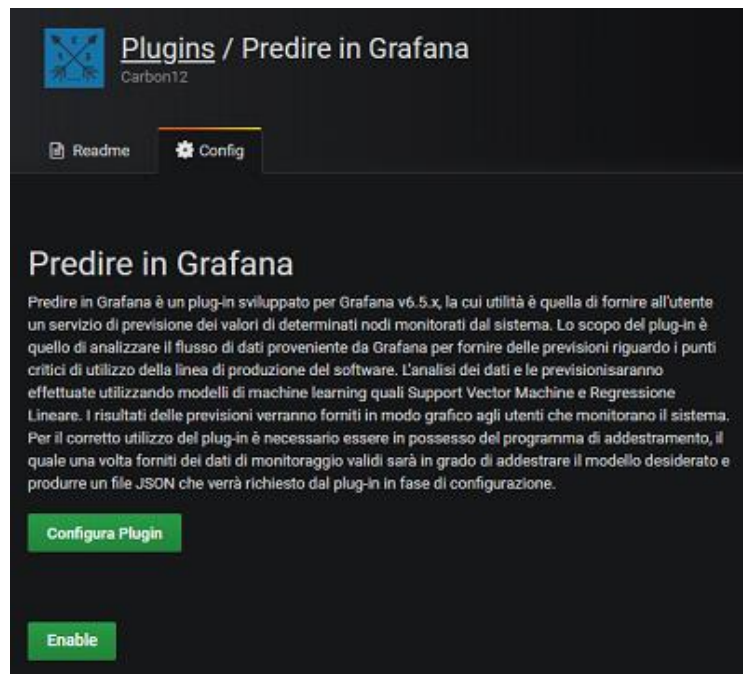 Plugins / Predire in Grafana
Carbon12
Readme
Config
Predire in Grafana
Predire in Grafana è un plug-in sviluppato per Grafana v6.5.x, la cui utilità è quella di fornire all'utente
un servizio di previsione dei valori di determinati nodi monitorati dal sistema. Lo scopo del plug-in è
quello di analizzare il flusso di dati proveniente da Grafana per fornire delle previsioni riguardo i punti
critici di utilizzo della linea di produzione del software. L'analisi dei dati e le previsionisaranno
effettuate utilizzando modelli di machine learning quali Support Vector Machine e Regressione
Lineare. I risultati delle previsioni verranno forniti in modo grafico agli utenti che monitorano il sistema.
Per il corretto utilizzo del plug-in è necessario essere in possesso del programma di addestramento, il
quale una volta forniti dei dati di monitoraggio validi sarà in grado di addestrare il modello desiderato e
produrre un file JSON che verrà richiesto dal plug-in in fase di configurazione.
Configura Plugin
Enable